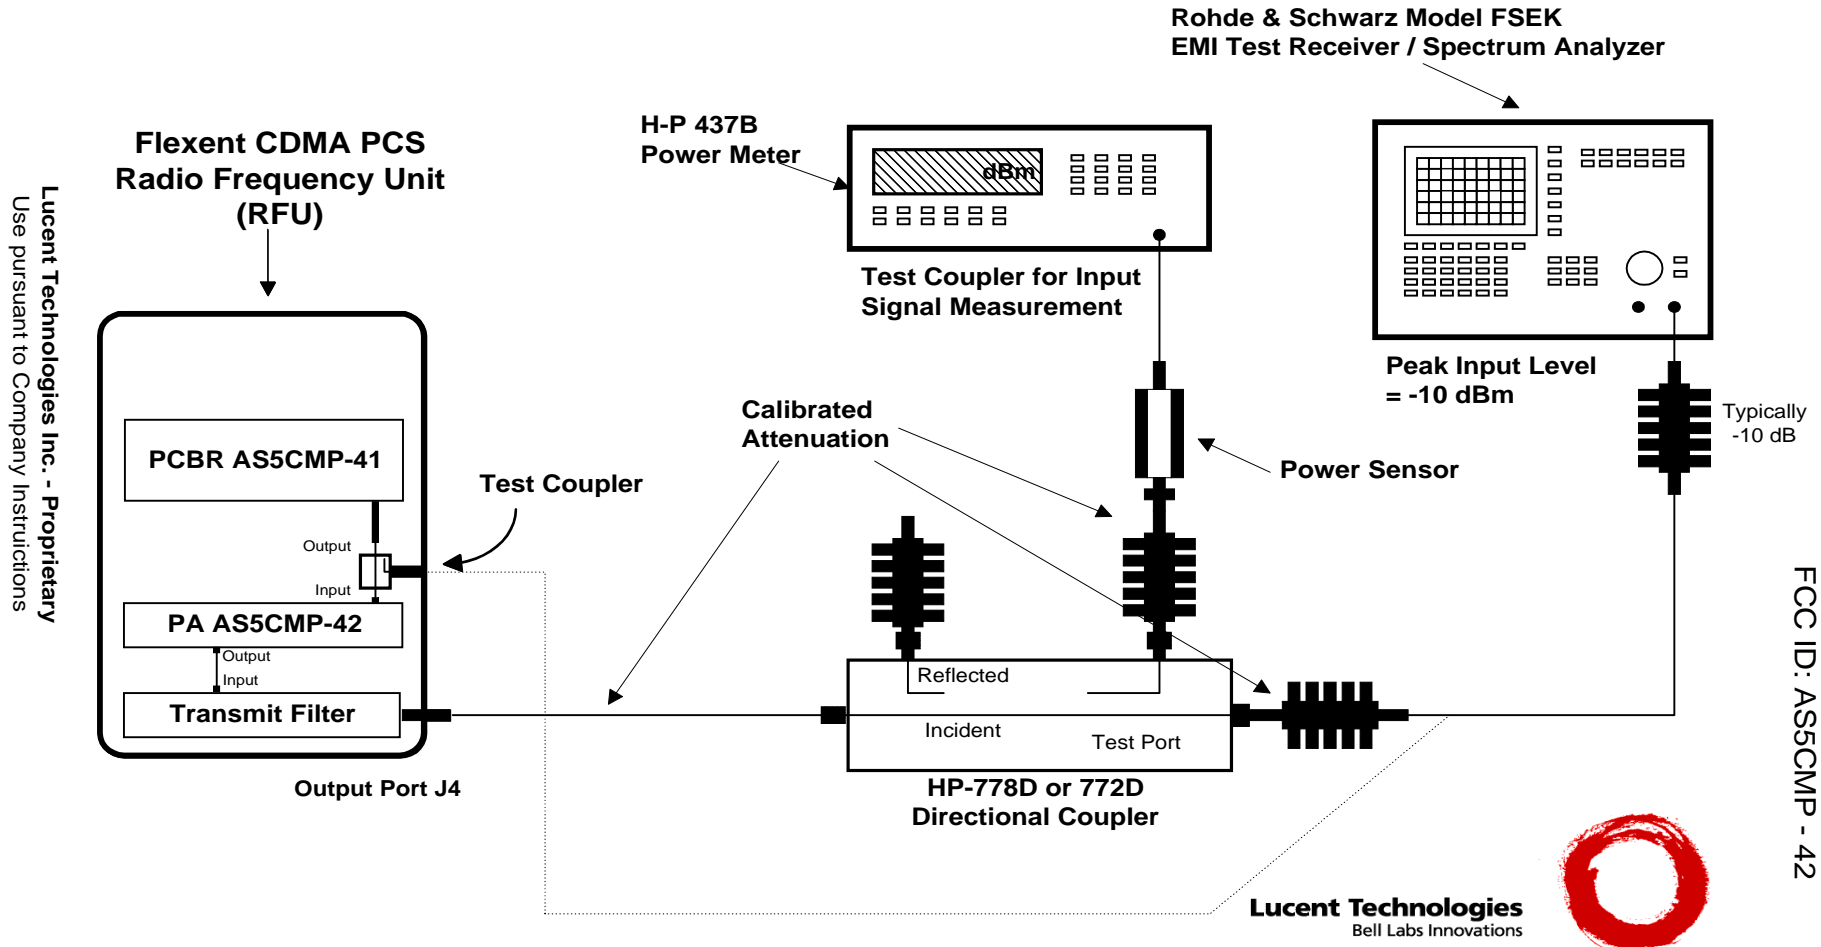 Rohde & Schwarz Model FSEK
EMI Test Receiver / Spectrum Analyzer
H-P 437B
Power Meter
dBm
Flexent CDMA PCS
Radio Frequency Unit
(RFU)
Lucent Technologies Inc. - Proprietary
Use pursuant to Company Instruictions
Test Coupler for Input
Signal Measurement
Peak Input Level
= -10 dBm
Typically
-10 dB
Calibrated
Attenuation
Power Sensor
PCBR AS5CMP-41
Test Coupler
Output
Input
PA AS5CMP-42
Output
Input
Transmit Filter
Reflected
Incident
Test Port
Output Port J4
HP-778D or 772D
Directional Coupler
FCC ID: AS5CMP - 42
Lucent Technologies
Bell Labs Innovations